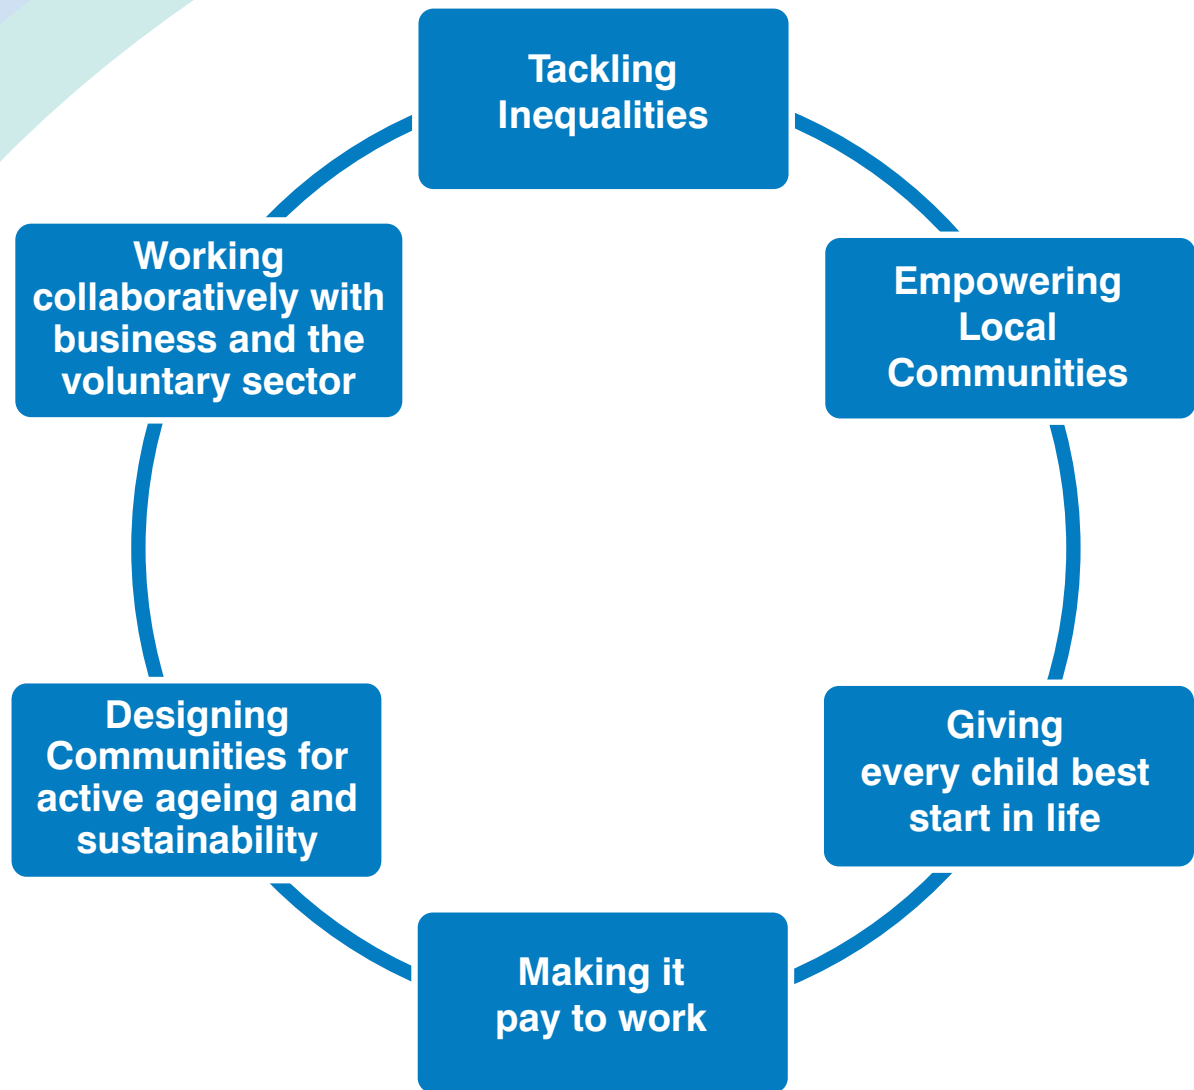 Tackling
Inequalities
Empowering
Local
Communities
Giving
every child best
start in life
Making it
pay to work
Designing
Communities for
active ageing and
sustainability
Working
collaboratively with
business and the
voluntary sector